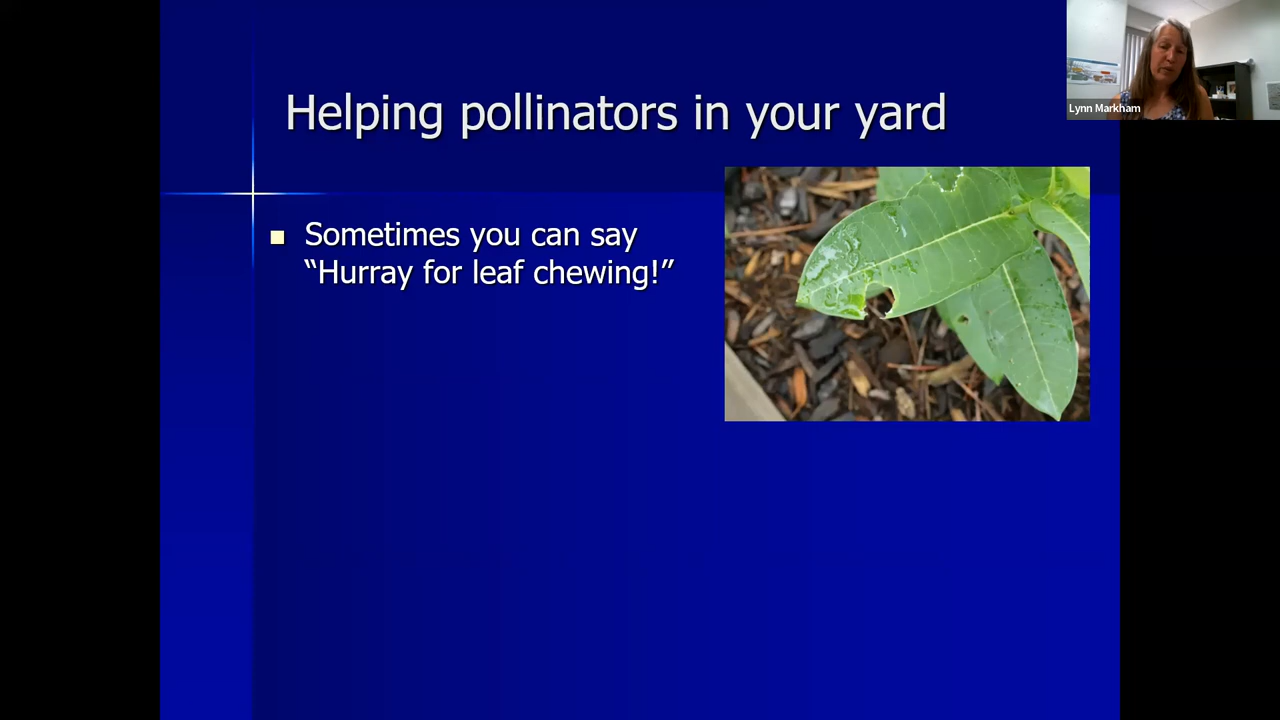 Helping pollinators in your yard
Sometimes you can say
“Hurray for leaf chewing!”
Lynn Markham